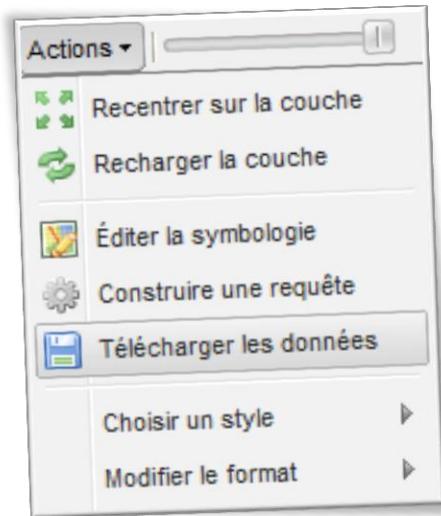 Actions
Recentrer sur la couche
Recharger la couche
Éditer la symbologie
Construire une requête
Télécharger les données
Choisir un style
Modifier le format